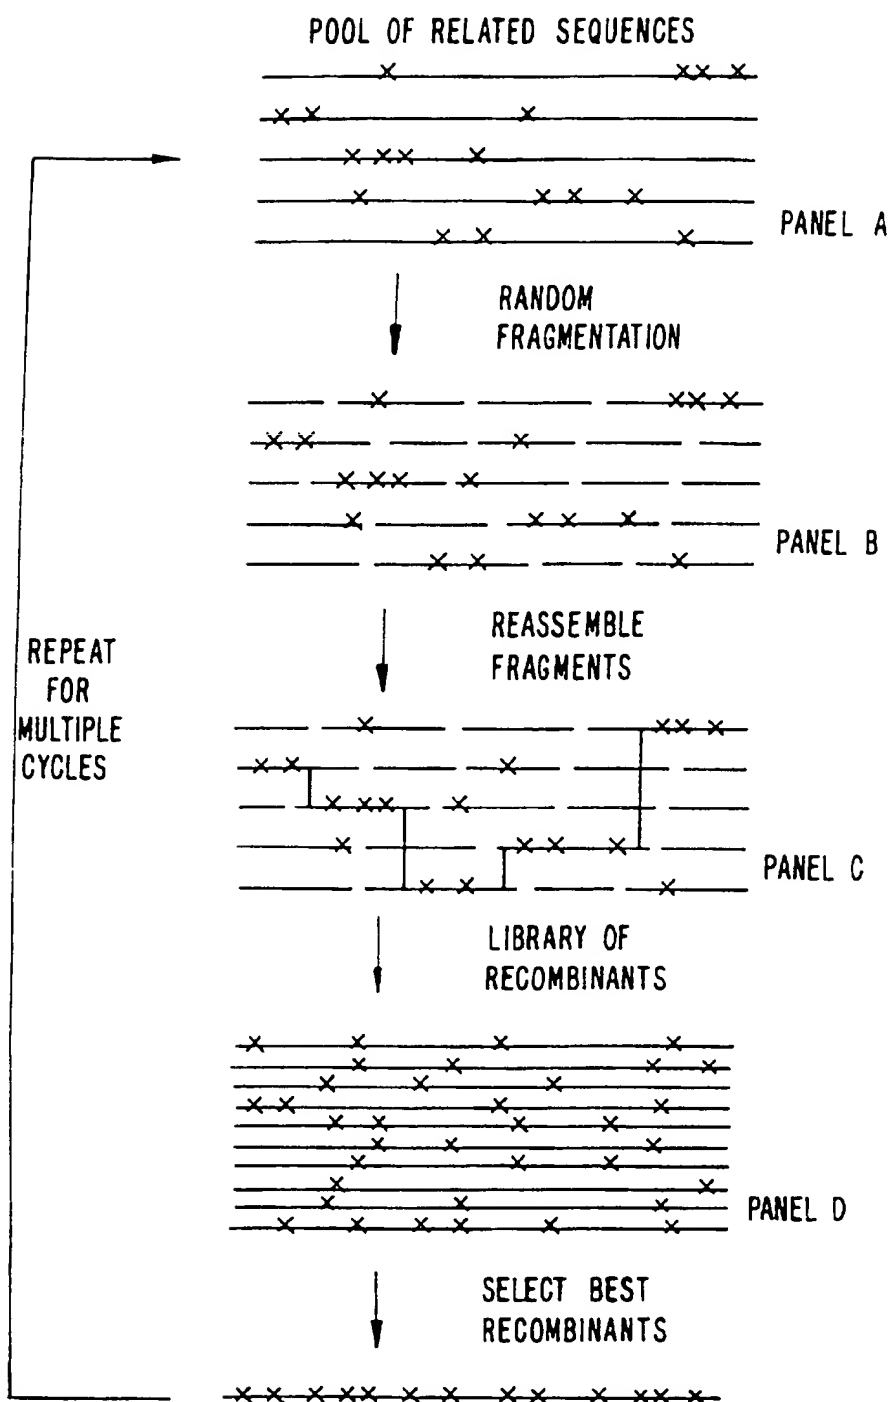 POOL OF RELATED SEQUENCES
PANEL A
RANDOM
FRAGMENTATION
PANEL B
REASSEMBLE
FRAGMENTS
REPEAT
FOR
MULTIPLE
CYCLES
PANEL C
LIBRARY OF
RECOMBINANTS
PANEL D
SELECT BEST
RECOMBINANTS